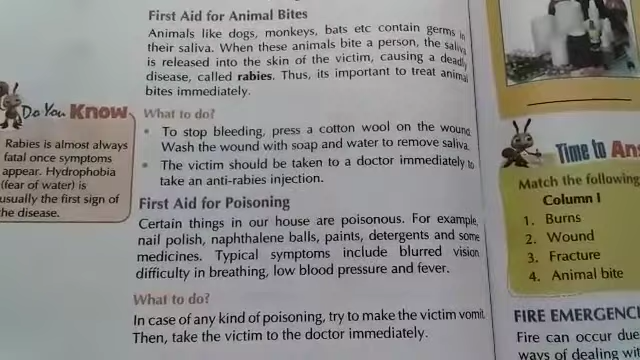 First Aid for Animal Bites
Animals like dogs, monkeys, bats etc contain germs in
their saliva. When these animals bite a person, the saliva
is released into the skin of the victim, causing a deadly
disease, called rabies. Thus, its important to treat animal
bites immediately.
What to do?
• To stop bleeding, press a cotton wool on the wound.
Wash the wound with soap and water to remove saliva.
• The victim should be taken to a doctor immediately to
take an anti-rabies injection.
First Aid for Poisoning
Certain things in our house are poisonous. For example,
nail polish, naphthalene balls, paints, detergents and some
medicines. Typical symptoms include blurred vision
difficulty in breathing, low blood pressure and fever.
What to do?
In case of any kind of poisoning, try to make the victim vomit.
Then, take the victim to the doctor immediately.
Do You Know
Rabies is almost always
fatal once symptoms
appear. Hydrophobia
(fear of water) is
usually the first sign of
the disease.
Time to
Match the following
Column I
1. Burns
2. Wound
3. Fracture
4. Animal bite
FIRE
Fire can occur due
ways of dealing